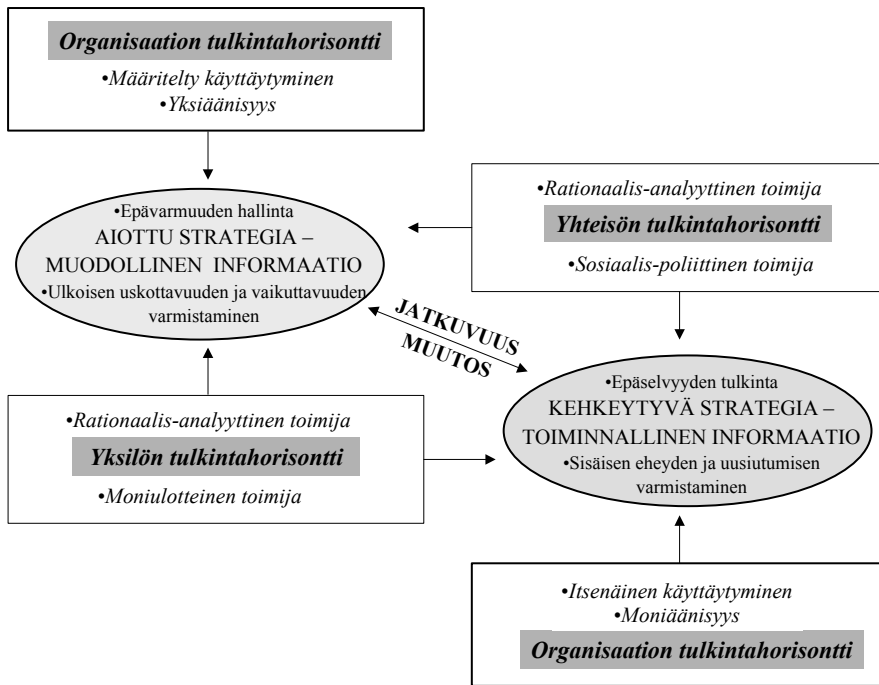 Organisaation tulkintahorisontti
•Määritelty käyttäytyminen
•Yksiäänisyys
•Epävarmuuden hallinta
AIOTTU STRATEGIA –
MUODOLLINEN INFORMAATIO
•Ulkoisen uskottavuuden ja vaikuttavuuden
varmistaminen
•Rationaalis-analyyttinen toimija
Yhteisön tulkintahorisontti
•Sosiaalis-poliittinen toimija
JATKUVUUS
MUUTOS
•Rationaalis-analyyttinen toimija
Yksilön tulkintahorisontti
•Moniulotteinen toimija
•Epäselvyyden tulkinta
KEHKEYTYVÄ STRATEGIA –
TOIMINNALLINEN INFORMAATIO
•Sisäisen eheyden ja uusiutumisen
varmistaminen
•Itsenäinen käyttäytyminen
•Moniäänisyys
Organisaation tulkintahorisontti